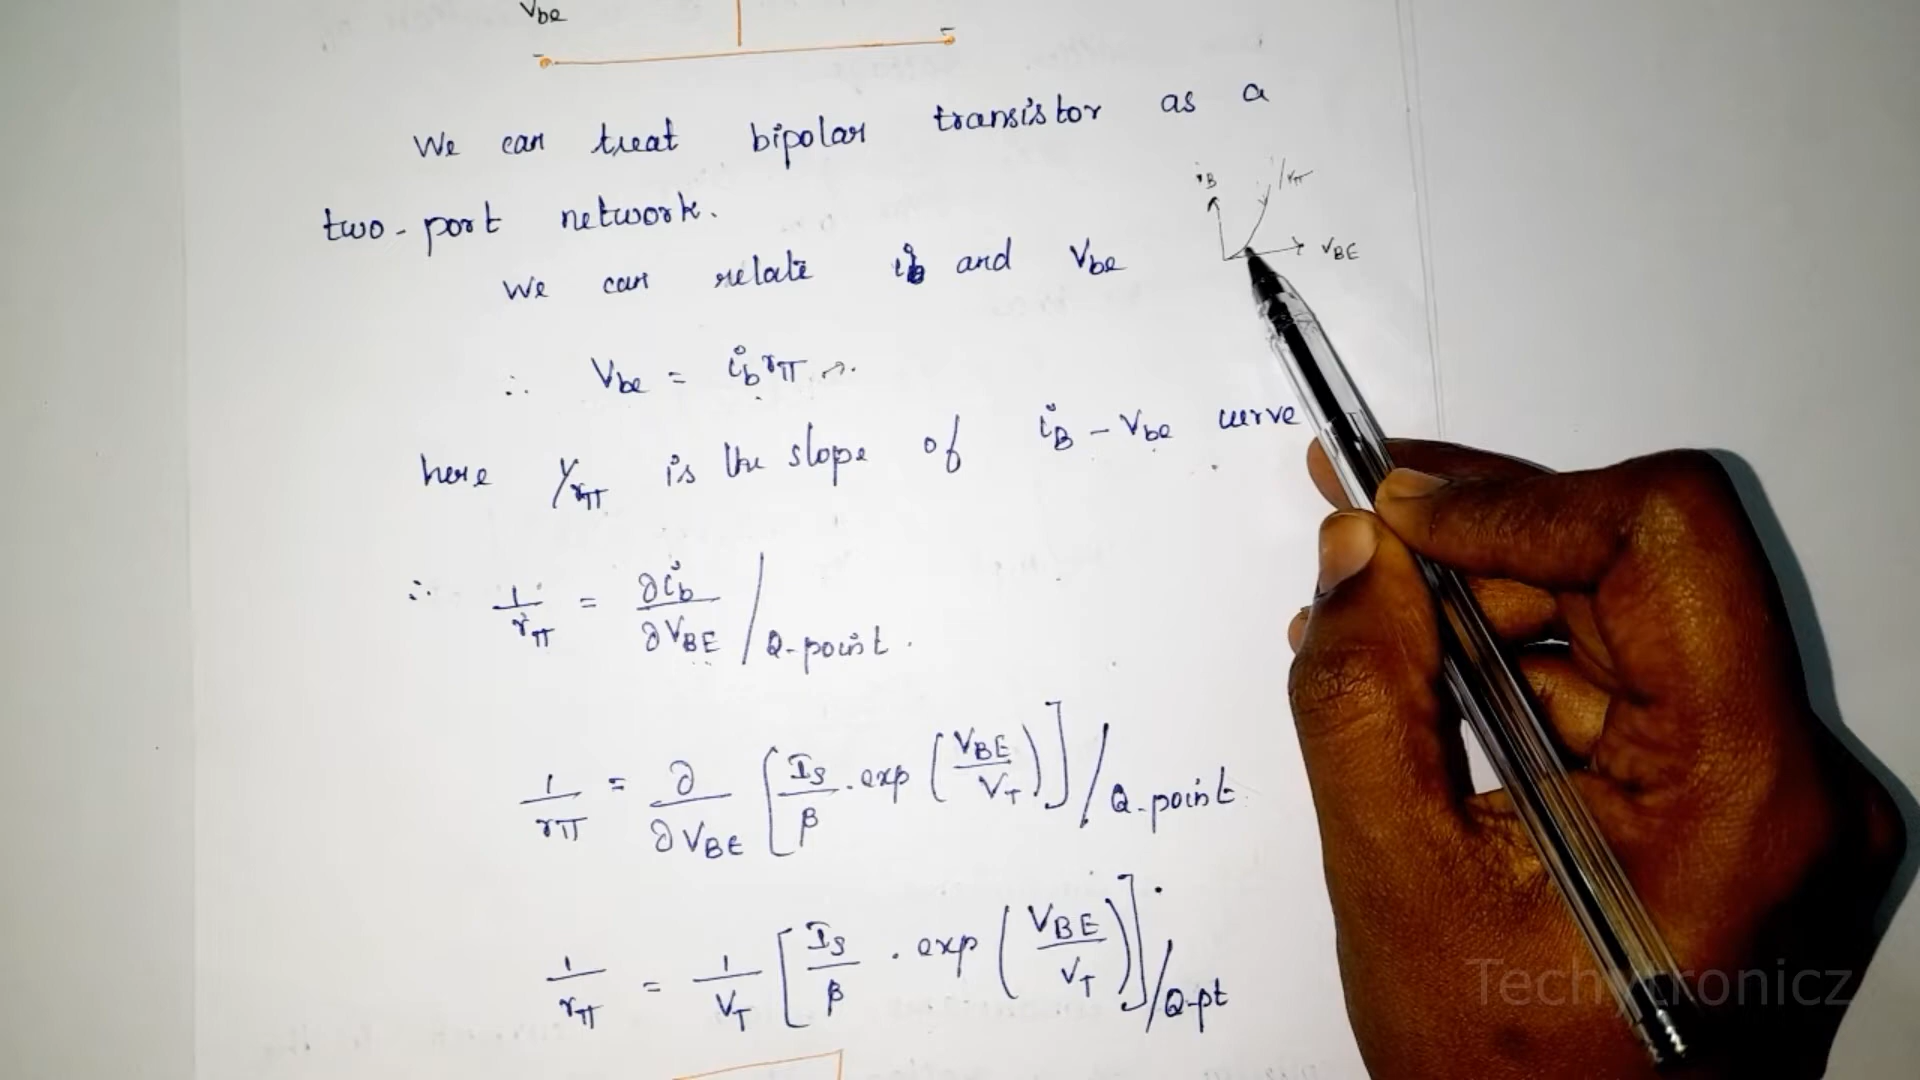 Vbe
We can treat bipolar transistor as a
two-port network.
iB
1/rπ
VBE
We can relate ib and Vbe
∴ Vbe = ib rπ
here 1/rπ is the slope of iB - Vbe curve
∴ 1/rπ = ∂ib/∂VBE / Q-point.
1/rπ = ∂/∂VBE [IS/β . exp (VBE/VT)] / Q-point
1/rπ = 1/VT [IS/β . exp (VBE/VT)] / Q-pt
Techytronicz